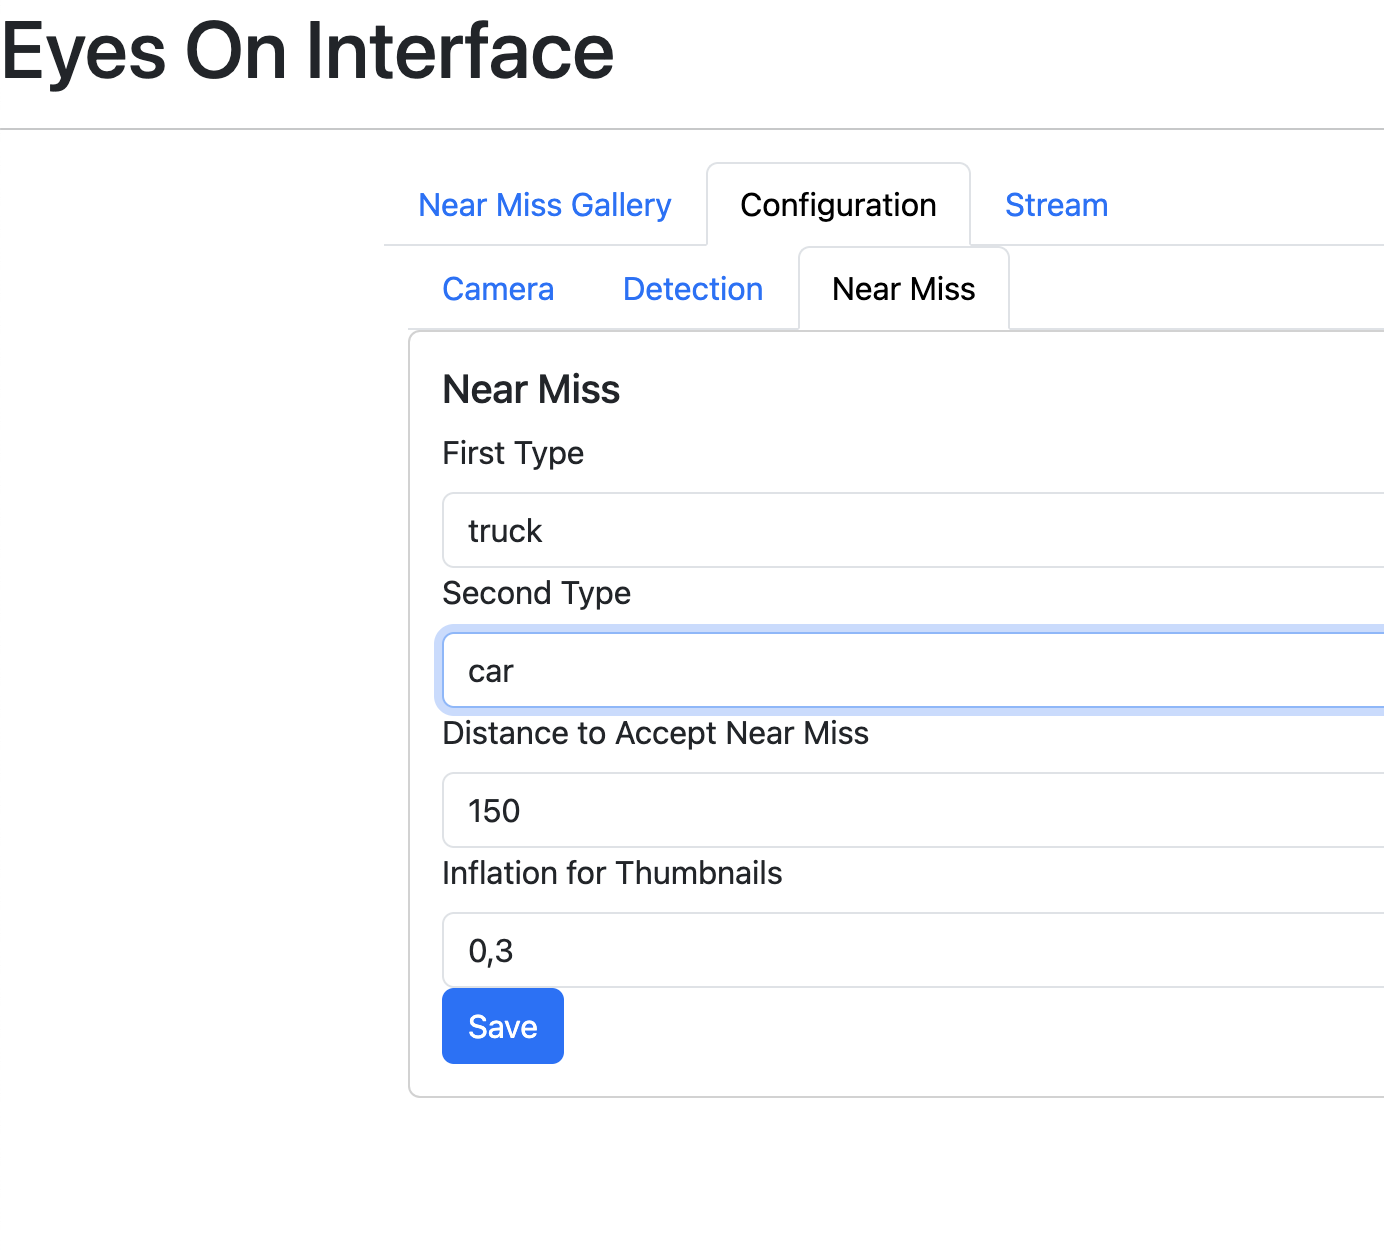 Eyes On Interface
Near Miss Gallery Configuration Stream
Camera Detection Near Miss
Near Miss
First Type
truck
Second Type
car
Distance to Accept Near Miss
150
Inflation for Thumbnails
0,3
Save